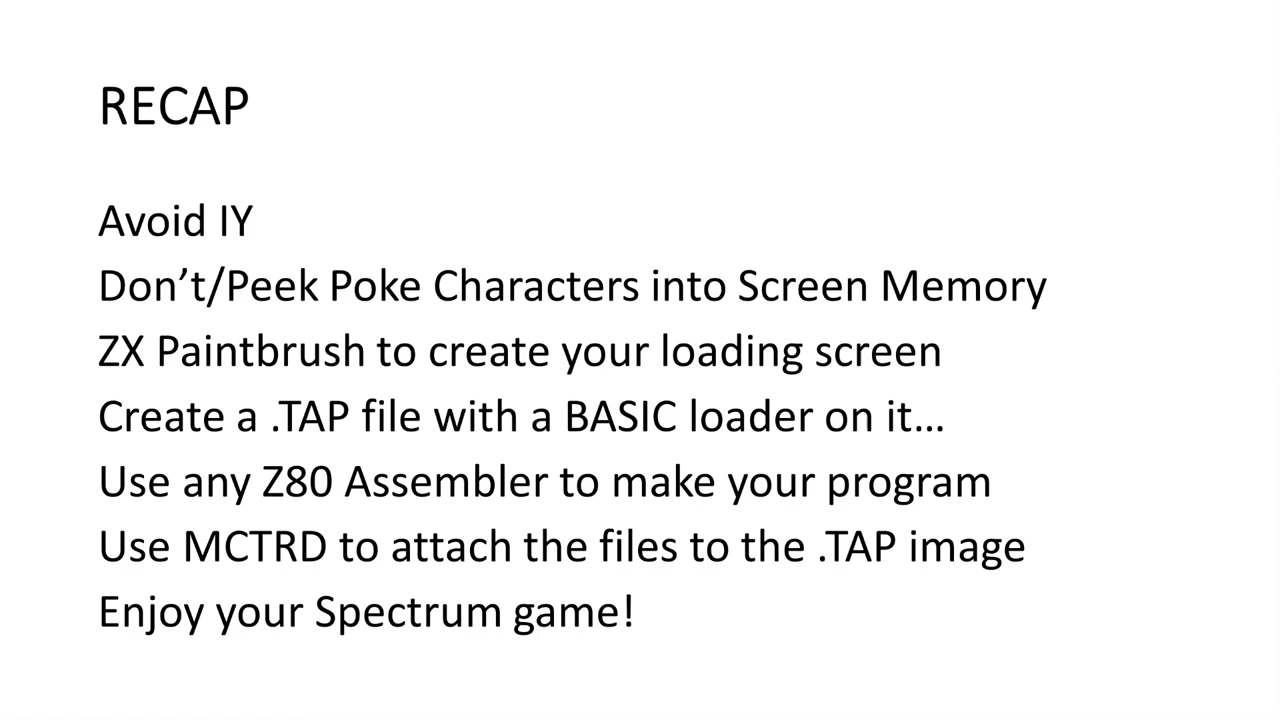 RECAP
Avoid IY
Don’t/Peek Poke Characters into Screen Memory
ZX Paintbrush to create your loading screen
Create a .TAP file with a BASIC loader on it…
Use any Z80 Assembler to make your program
Use MCTRD to attach the files to the .TAP image
Enjoy your Spectrum game!